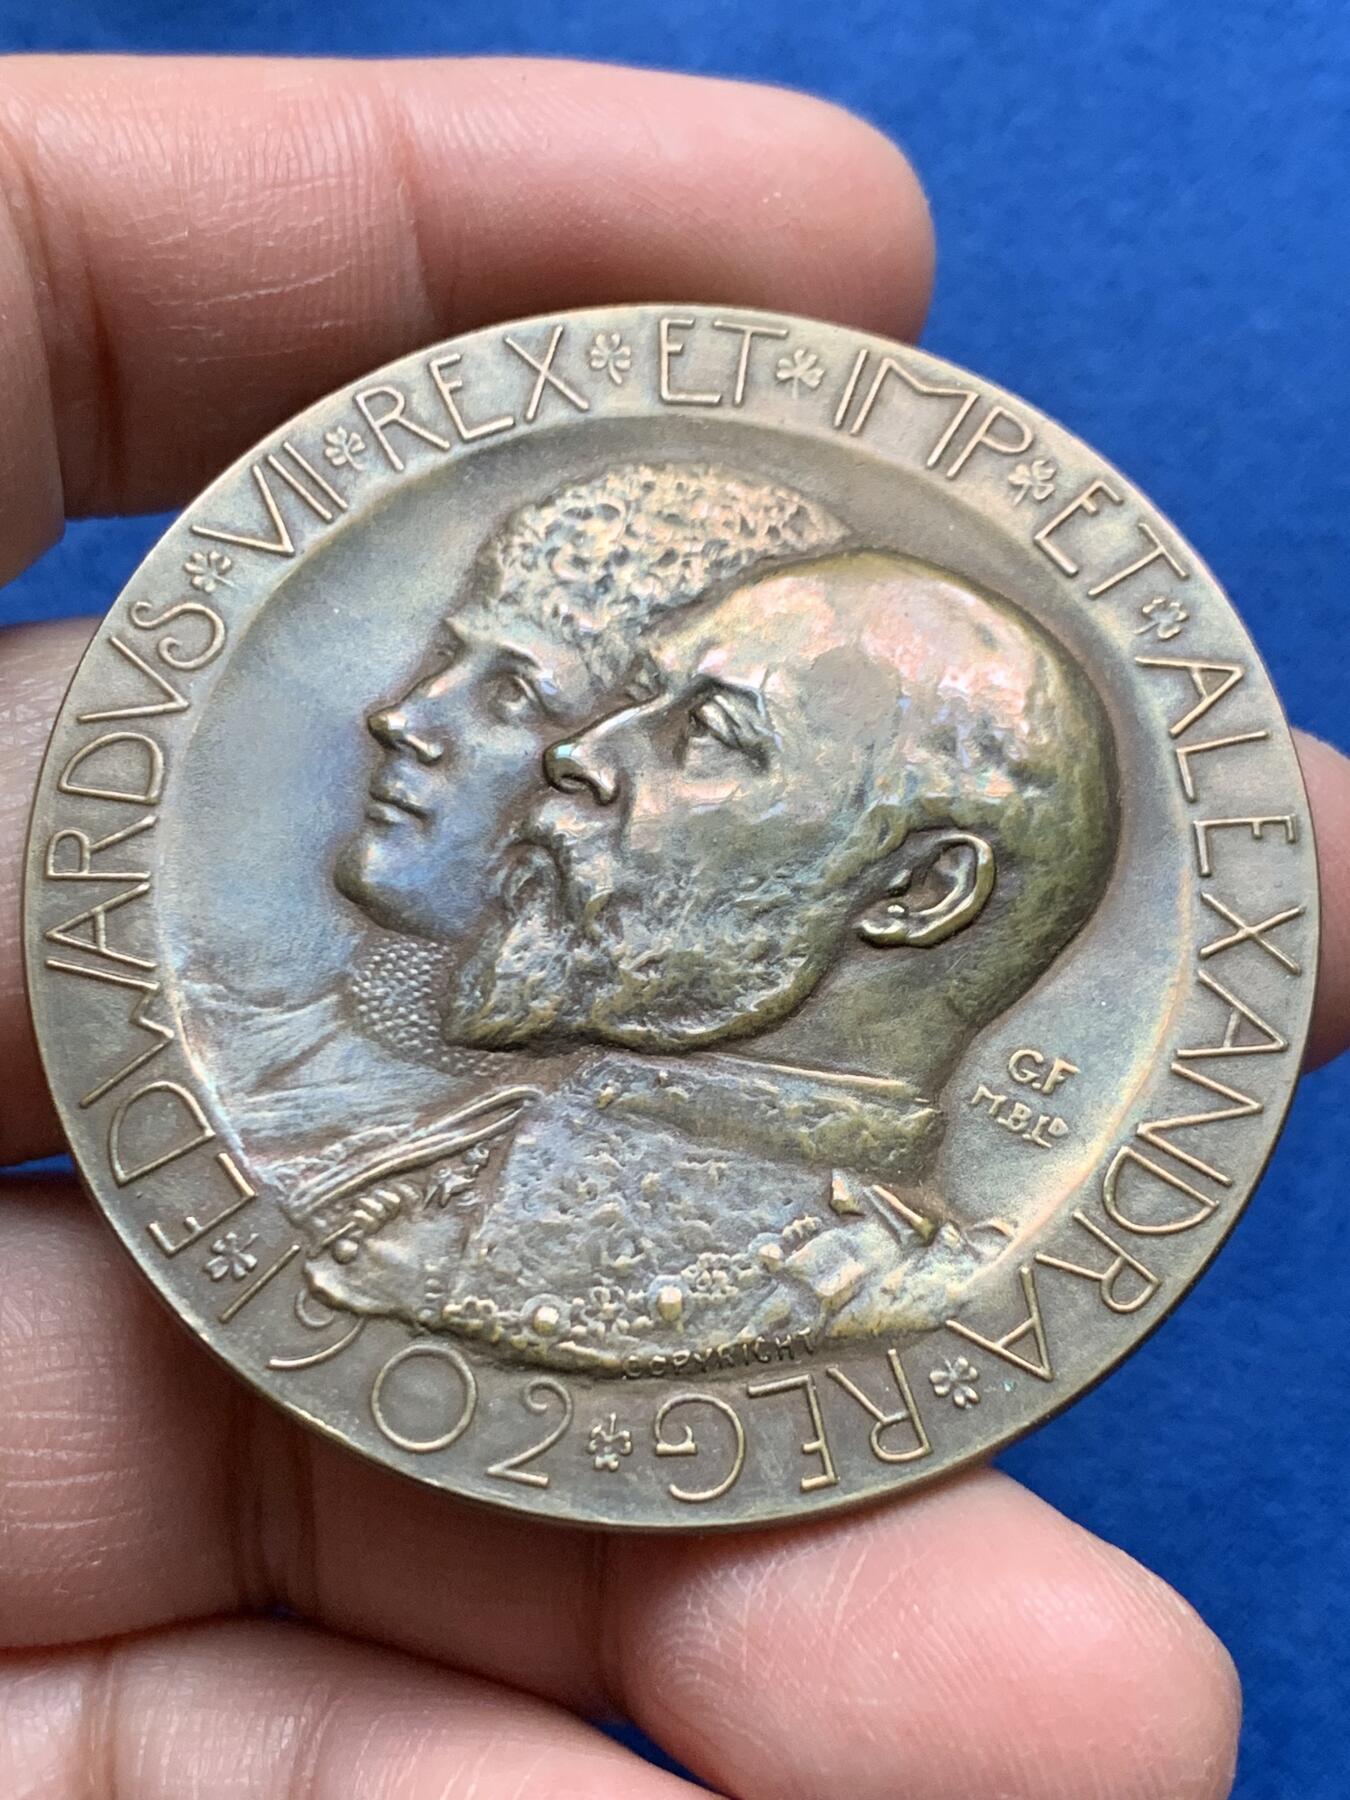 EDWARDVS VII REX ET IMP ET ALEXANDRA REG 1902
G.F
M.B.LD
COPYRIGHT